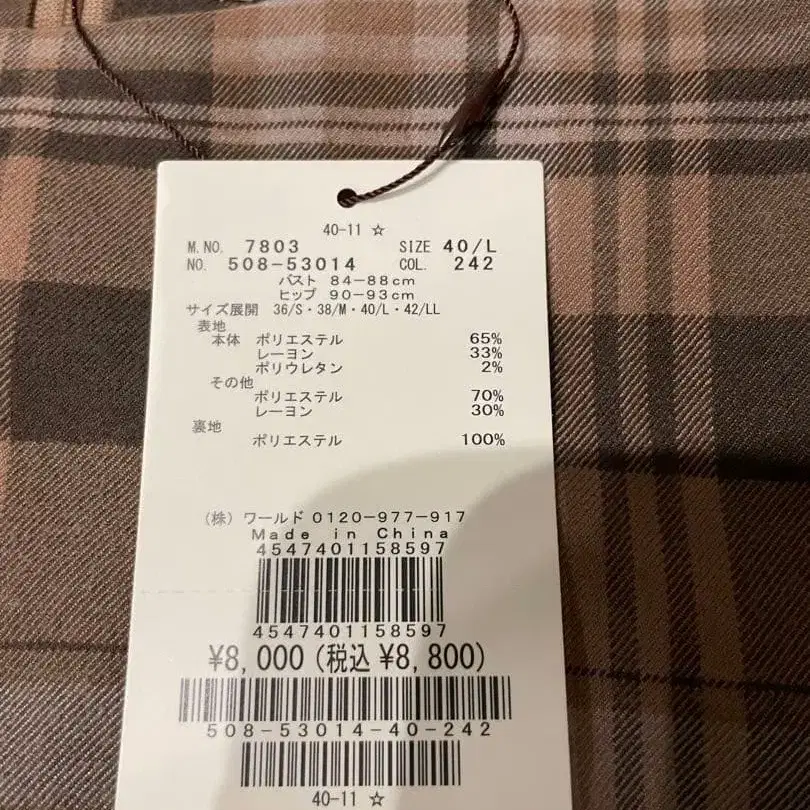 40-11 ☆
M.NO. 7803 SIZE 40/L
NO. 508-53014 COL. 242
バスト 84-88cm
ヒップ 90-93cm
サイズ展開 36/S・38/M・40/L・42/LL
表地
本体 ポリエステル 65%
レーヨン 33%
ポリウレタン 2%
その他
ポリエステル 70%
レーヨン 30%
裏地
ポリエステル 100%
(株) ワールド 0120-977-917
Made in China
4547401158597
4547401158597
¥8,000 (税込 ¥8,800)
508-53014-40-242
40-11 ☆